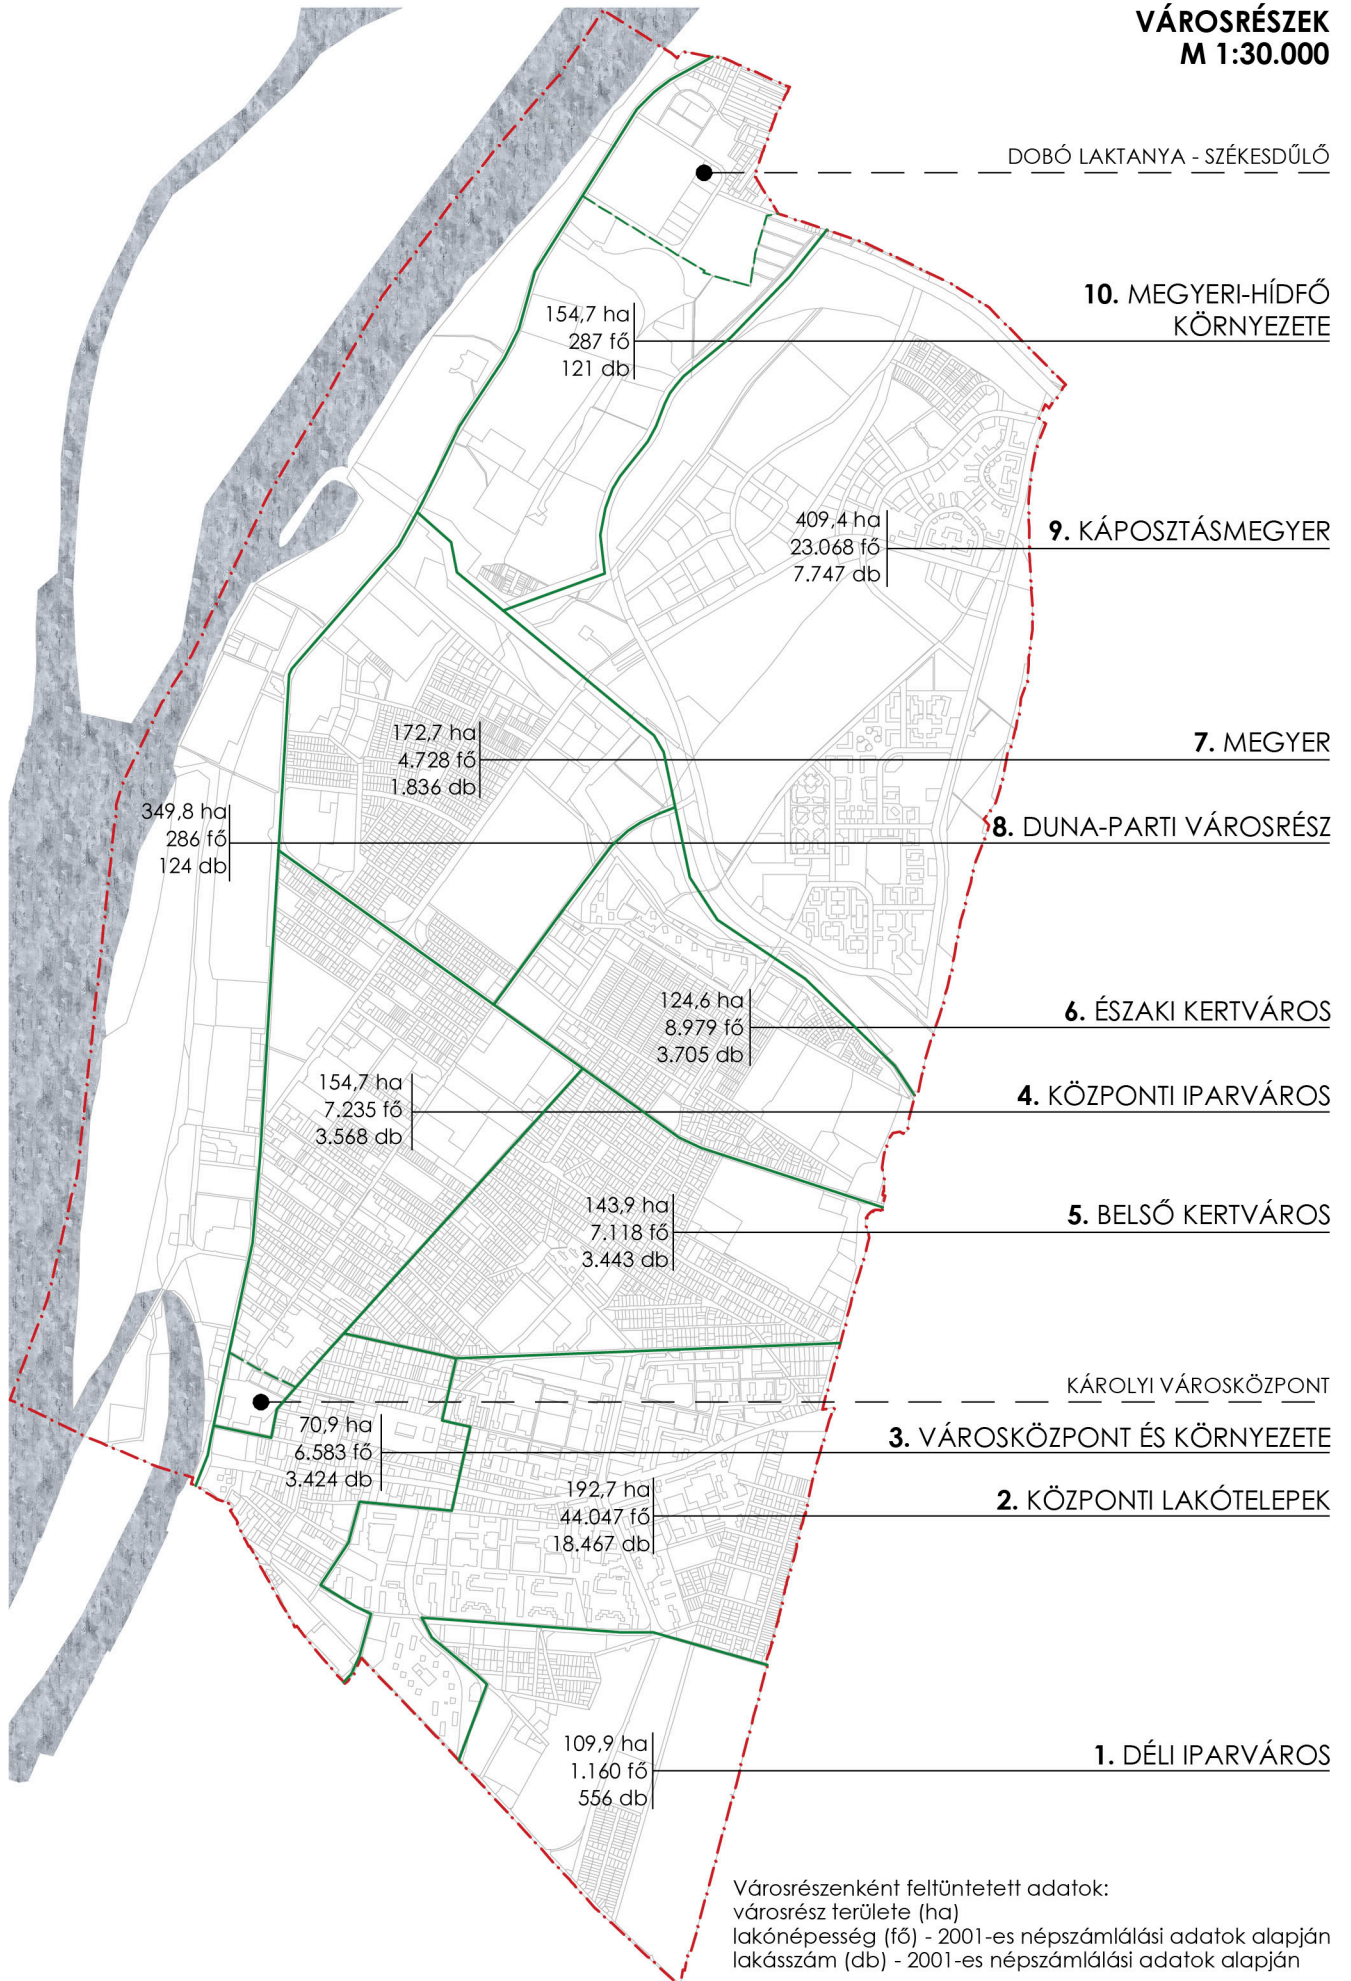 VÁROSRÉSZEK
M 1:30.000
DOBÓ LAKTANYA - SZÉKESDŰLŐ
10. MEGYERI-HÍDFŐ
KÖRNYEZETE
154,7 ha
287 fő
121 db
409,4 ha
23.068 fő
7.747 db
9. KÁPOSZTÁSMEGYER
172,7 ha
4.728 fő
1.836 db
7. MEGYER
349,8 ha
286 fő
124 db
8. DUNA-PARTI VÁROSRÉSZ
124,6 ha
8.979 fő
3.705 db
6. ÉSZAKI KERTVÁROS
154,7 ha
7.235 fő
3.568 db
4. KÖZPONTI IPARVÁROS
143,9 ha
7.118 fő
3.443 db
5. BELSŐ KERTVÁROS
KÁROLYI VÁROSKÖZPONT
70,9 ha
6.583 fő
3.424 db
3. VÁROSKÖZPONT ÉS KÖRNYEZETE
192,7 ha
44.047 fő
18.467 db
2. KÖZPONTI LAKÓTELEPEK
109,9 ha
1.160 fő
556 db
1. DÉLI IPARVÁROS
Városrészenként feltüntetett adatok:
városrész területe (ha)
lakónépesség (fő) - 2001-es népszámlálási adatok alapján
lakásszám (db) - 2001-es népszámlálási adatok alapján